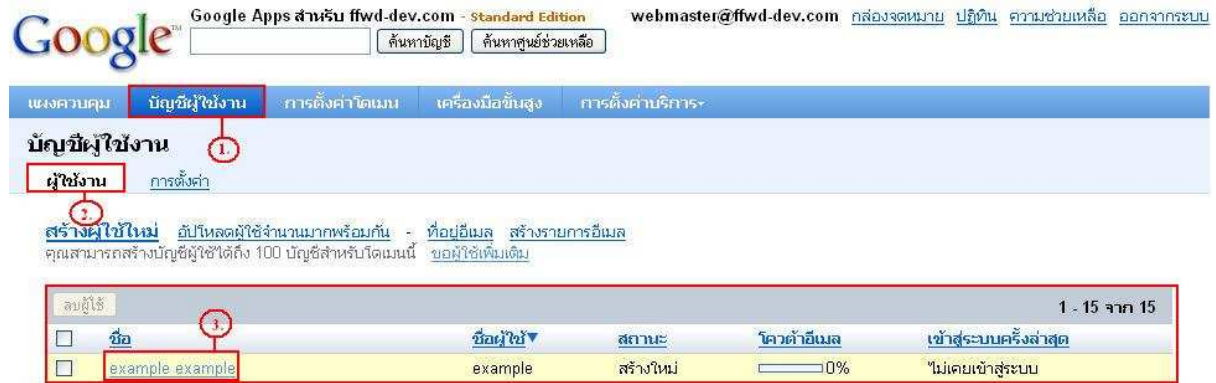 Google™
Google Apps สำหรับ ffwd-dev.com - Standard Edition webmaster@ffwd-dev.com กล่องจดหมาย ปฏิทิน ความช่วยเหลือ ออกจากระบบ
ค้นหาบัญชี ค้นหาศูนย์ช่วยเหลือ
แผงควบคุม บัญชีผู้ใช้งาน การตั้งค่าโดเมน เครื่องมือขั้นสูง การตั้งค่าบริการ
1.
บัญชีผู้ใช้งาน
ผู้ใช้งาน การตั้งค่า
2.
สร้างผู้ใช้ใหม่ อัปโหลดผู้ใช้จำนวนมากพร้อมกัน - ที่อยู่อีเมล สร้างรายการอีเมล
คุณสามารถสร้างบัญชีผู้ใช้ได้ถึง 100 บัญชีสำหรับโดเมนนี้ ขอผู้ใช้เพิ่มเติม
ลบผู้ใช้ 1 - 15 จาก 15
3.
ชื่อ ชื่อผู้ใช้▼ สถานะ โควต้าอีเมล เข้าสู่ระบบครั้งล่าสุด
example example example สร้างใหม่ 0% ไม่เคยเข้าสู่ระบบ